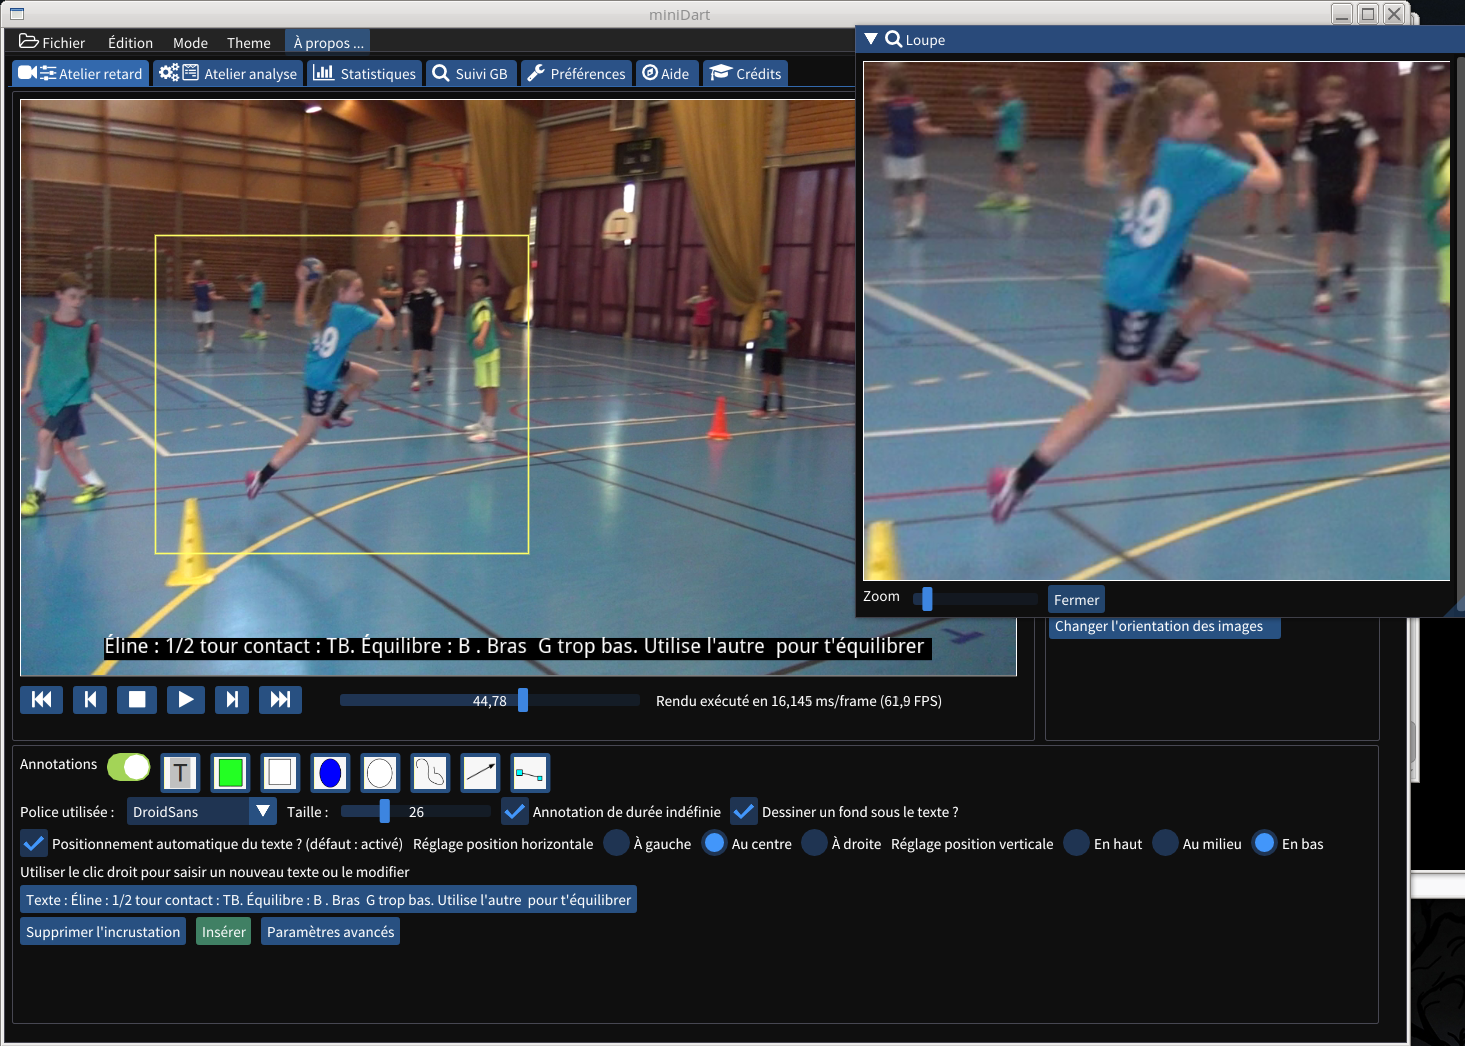 miniDart
Fichier Édition Mode Theme À propos ...
Loupe
Atelier retard Atelier analyse Statistiques Suivi GB Préférences Aide Crédits
19
19
Zoom Fermer
Changer l'orientation des images
Éline : 1/2 tour contact : TB. Équilibre : B . Bras  G trop bas. Utilise l'autre  pour t'équilibrer
44,78 Rendu exécuté en 16,145 ms/frame (61,9 FPS)
Annotations T
Police utilisée : DroidSans Taille : 26 Annotation de durée indéfinie Dessiner un fond sous le texte ?
Positionnement automatique du texte ? (défaut : activé) Réglage position horizontale À gauche Au centre À droite Réglage position verticale En haut Au milieu En bas
Utiliser le clic droit pour saisir un nouveau texte ou le modifier
Texte : Éline : 1/2 tour contact : TB. Équilibre : B . Bras  G trop bas. Utilise l'autre  pour t'équilibrer
Supprimer l'incrustation Insérer Paramètres avancés